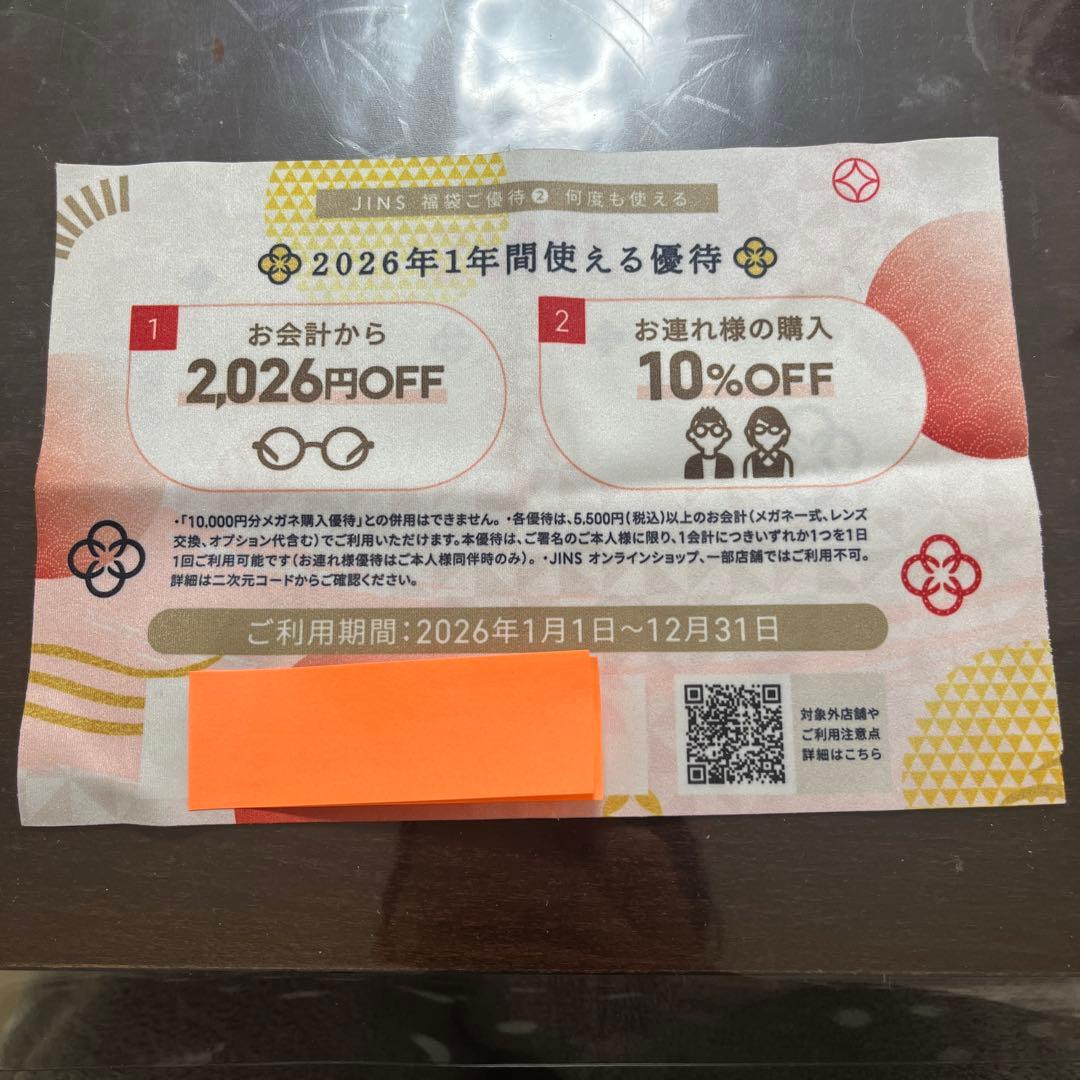 JINS 福袋ご優待❷ 何度も使える
2026年1年間使える優待
1
お会計から
2,026円OFF
2
お連れ様の購入
10%OFF
・「10,000円分メガネ購入優待」との併用はできません。・各優待は、5,500円(税込)以上のお会計(メガネ一式、レンズ
交換、オプション代含む)でご利用いただけます。本優待は、ご署名のご本人様に限り、1会計につきいずれか1つを1日
1回ご利用可能です(お連れ様優待はご本人様同伴時のみ)。・JINS オンラインショップ、一部店舗ではご利用不可。
詳細は二次元コードからご確認ください。
ご利用期間:2026年1月1日〜12月31日
対象外店舗や
ご利用注意点
詳細はこちら